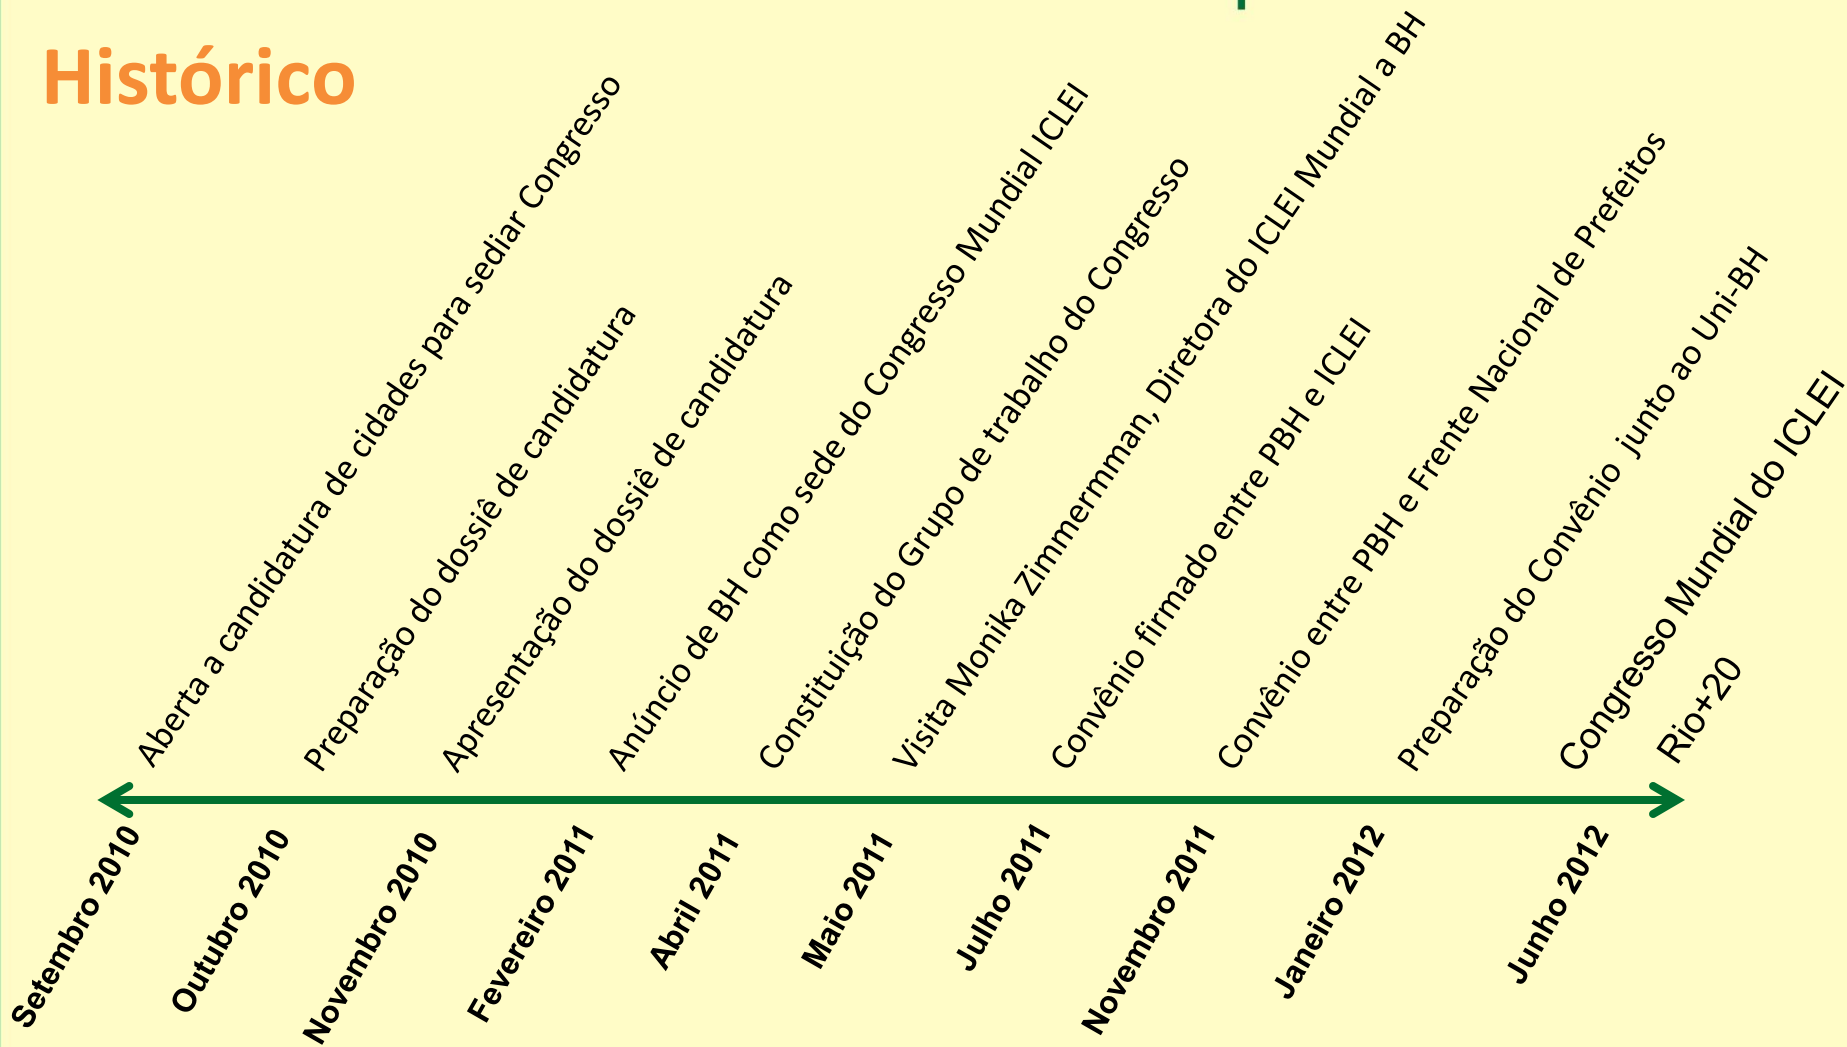 Histórico
Aberta a candidatura de cidades para sediar Congresso
Preparação do dossiê de candidatura
Apresentação do dossiê de candidatura
Anúncio de BH como sede do Congresso Mundial ICLEI
Constituição do Grupo de trabalho do Congresso
Visita Monika Zimmermman, Diretora do ICLEI Mundial a BH
Convênio firmado entre PBH e ICLEI
Convênio entre PBH e Frente Nacional de Prefeitos
Preparação do Convênio junto ao Uni-BH
Congresso Mundial do ICLEI
Rio+20
Setembro 2010
Outubro 2010
Novembro 2010
Fevereiro 2011
Abril 2011
Maio 2011
Julho 2011
Novembro 2011
Janeiro 2012
Junho 2012